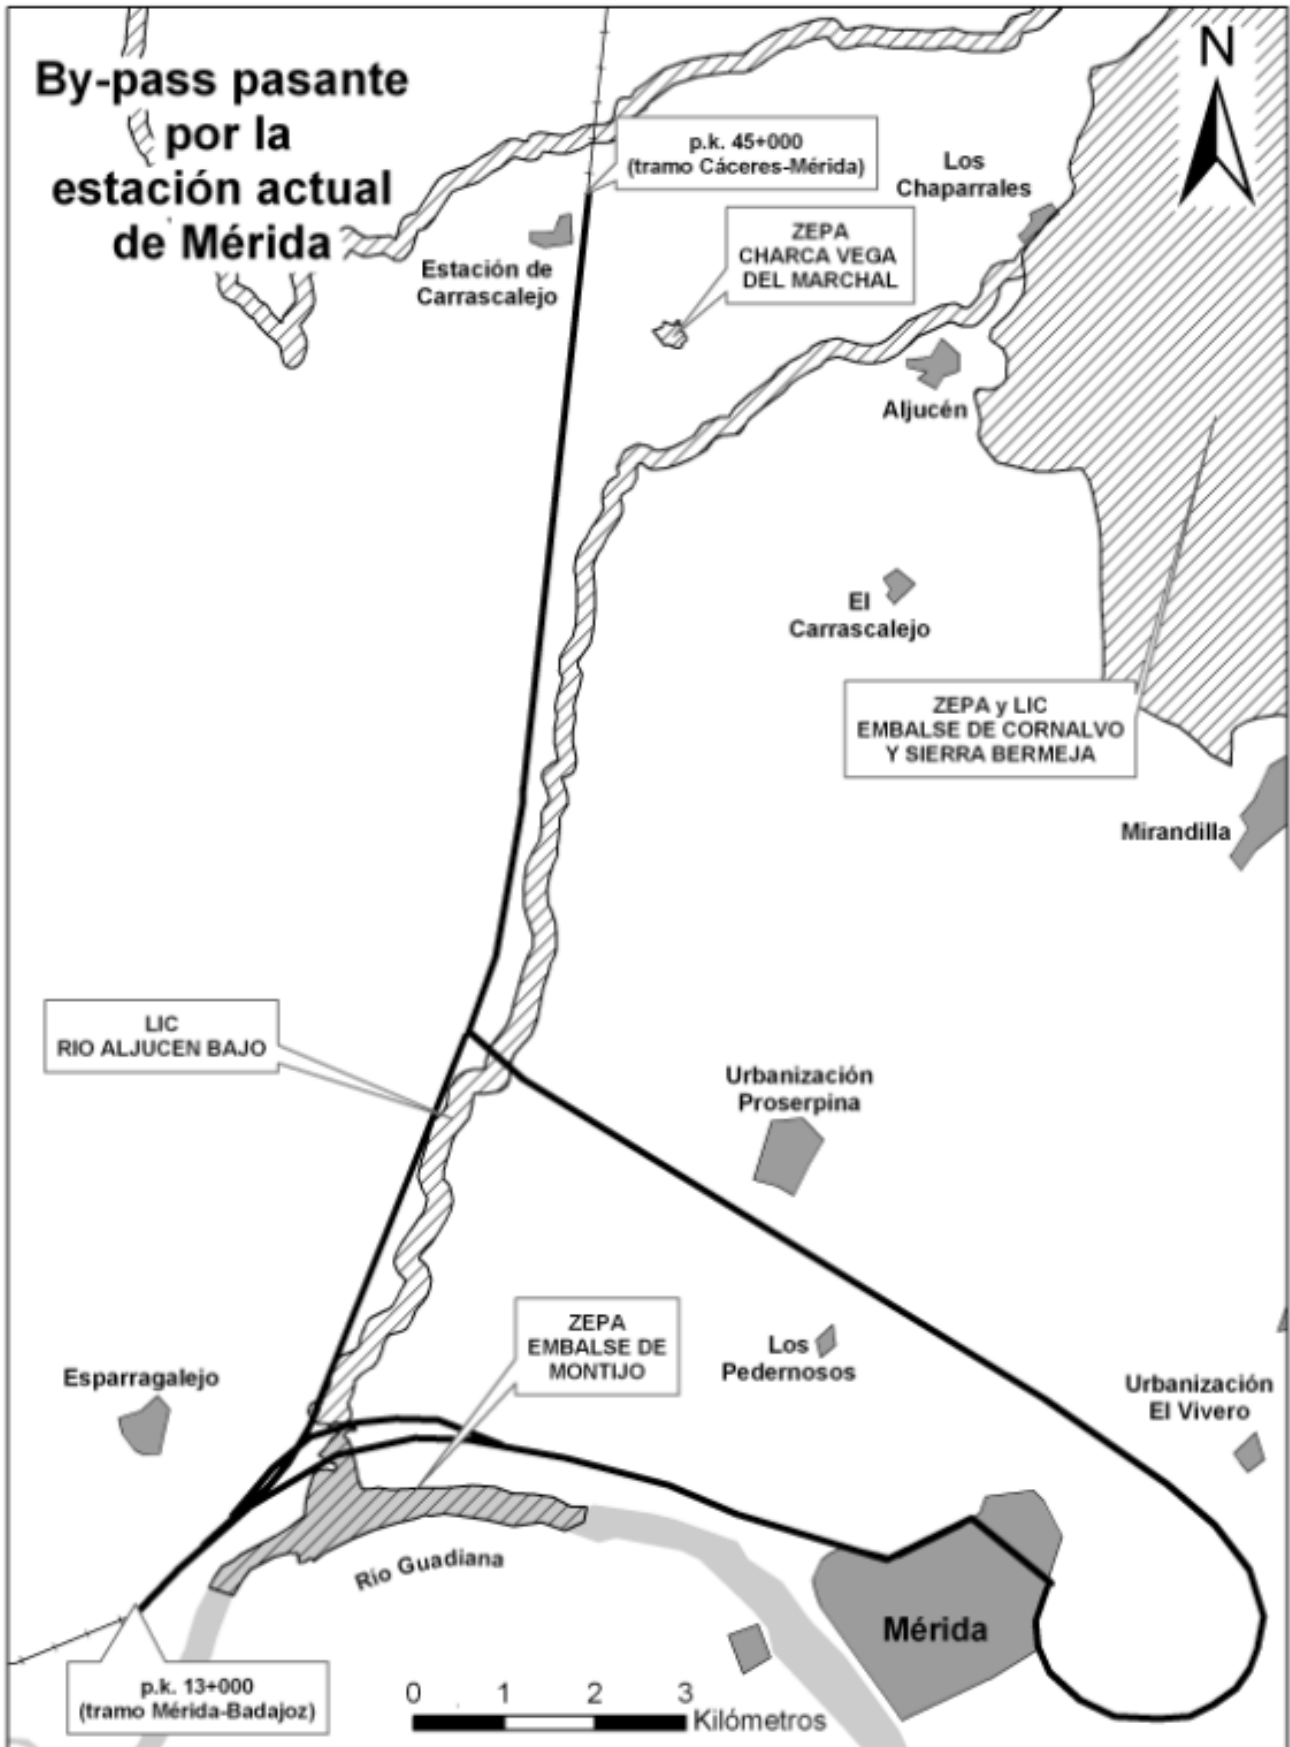 By-pass pasante
por la
estación actual
de Mérida
N
p.k. 45+000
(tramo Cáceres-Mérida)
Los
Chaparrales
ZEPA
CHARCA VEGA
DEL MARCHAL
Estación de
Carrascalejo
Aljucén
El
Carrascalejo
ZEPA y LIC
EMBALSE DE CORNALVO
Y SIERRA BERMEJA
Mirandilla
LIC
RIO ALJUCEN BAJO
Urbanización
Proserpina
ZEPA
EMBALSE DE
MONTIJO
Los
Pedernosos
Esparragalejo
Urbanización
El Vivero
Río Guadiana
Mérida
p.k. 13+000
(tramo Mérida-Badajoz)
0 1 2 3
Kilómetros